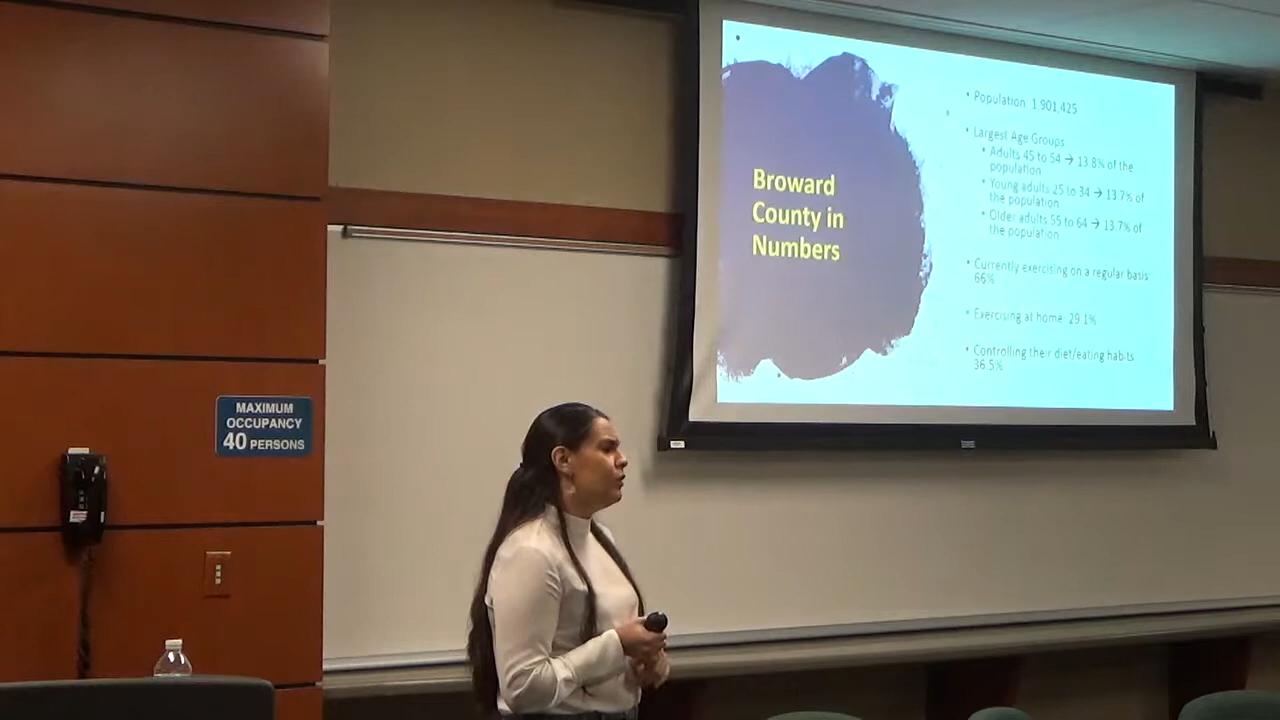 Broward
County in
Numbers
• Population: 1,901,425
• Largest Age Groups
• Adults 45 to 54 → 13.8% of the
population
• Young adults 25 to 34 → 13.7% of
the population
• Older adults 55 to 64 → 13.7% of
the population
• Currently exercising on a regular basis:
66%
• Exercising at home: 29.1%
• Controlling their diet/eating habits
36.5%
MAXIMUM
OCCUPANCY
40 PERSONS